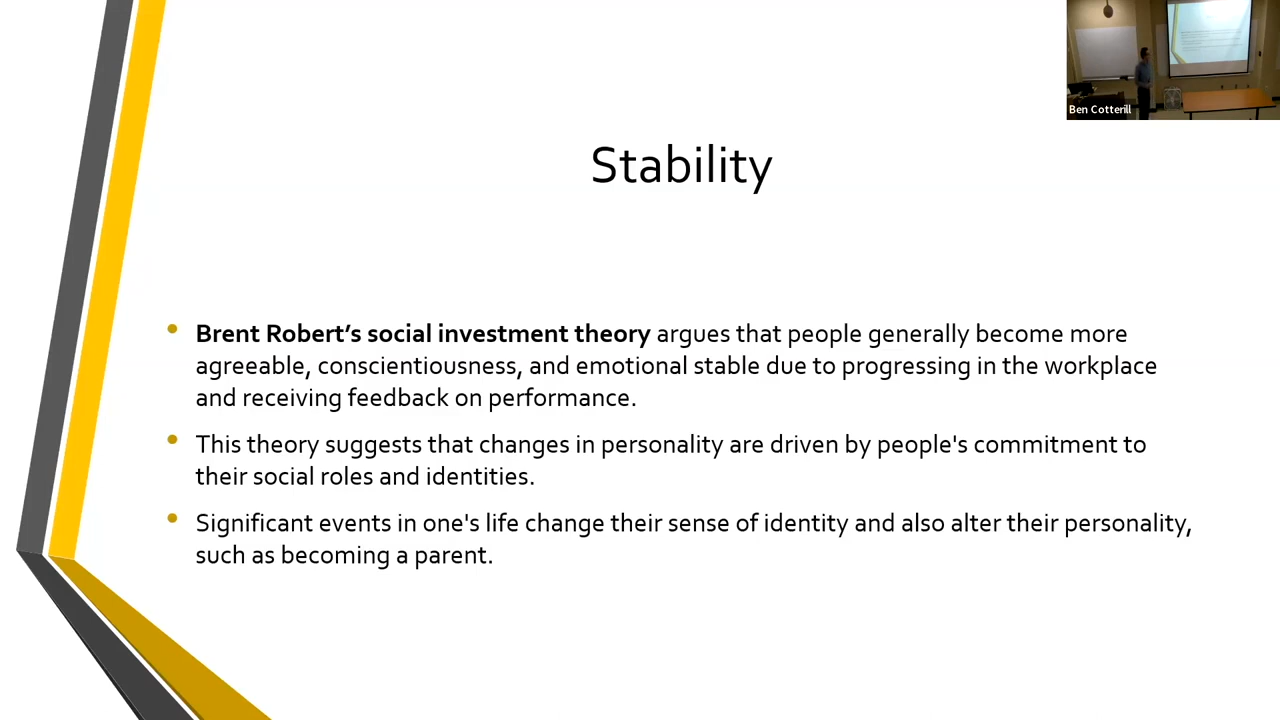 Ben Cotterill
Stability
• Brent Robert’s social investment theory argues that people generally become more
agreeable, conscientiousness, and emotional stable due to progressing in the workplace
and receiving feedback on performance.
• This theory suggests that changes in personality are driven by people's commitment to
their social roles and identities.
• Significant events in one's life change their sense of identity and also alter their personality,
such as becoming a parent.